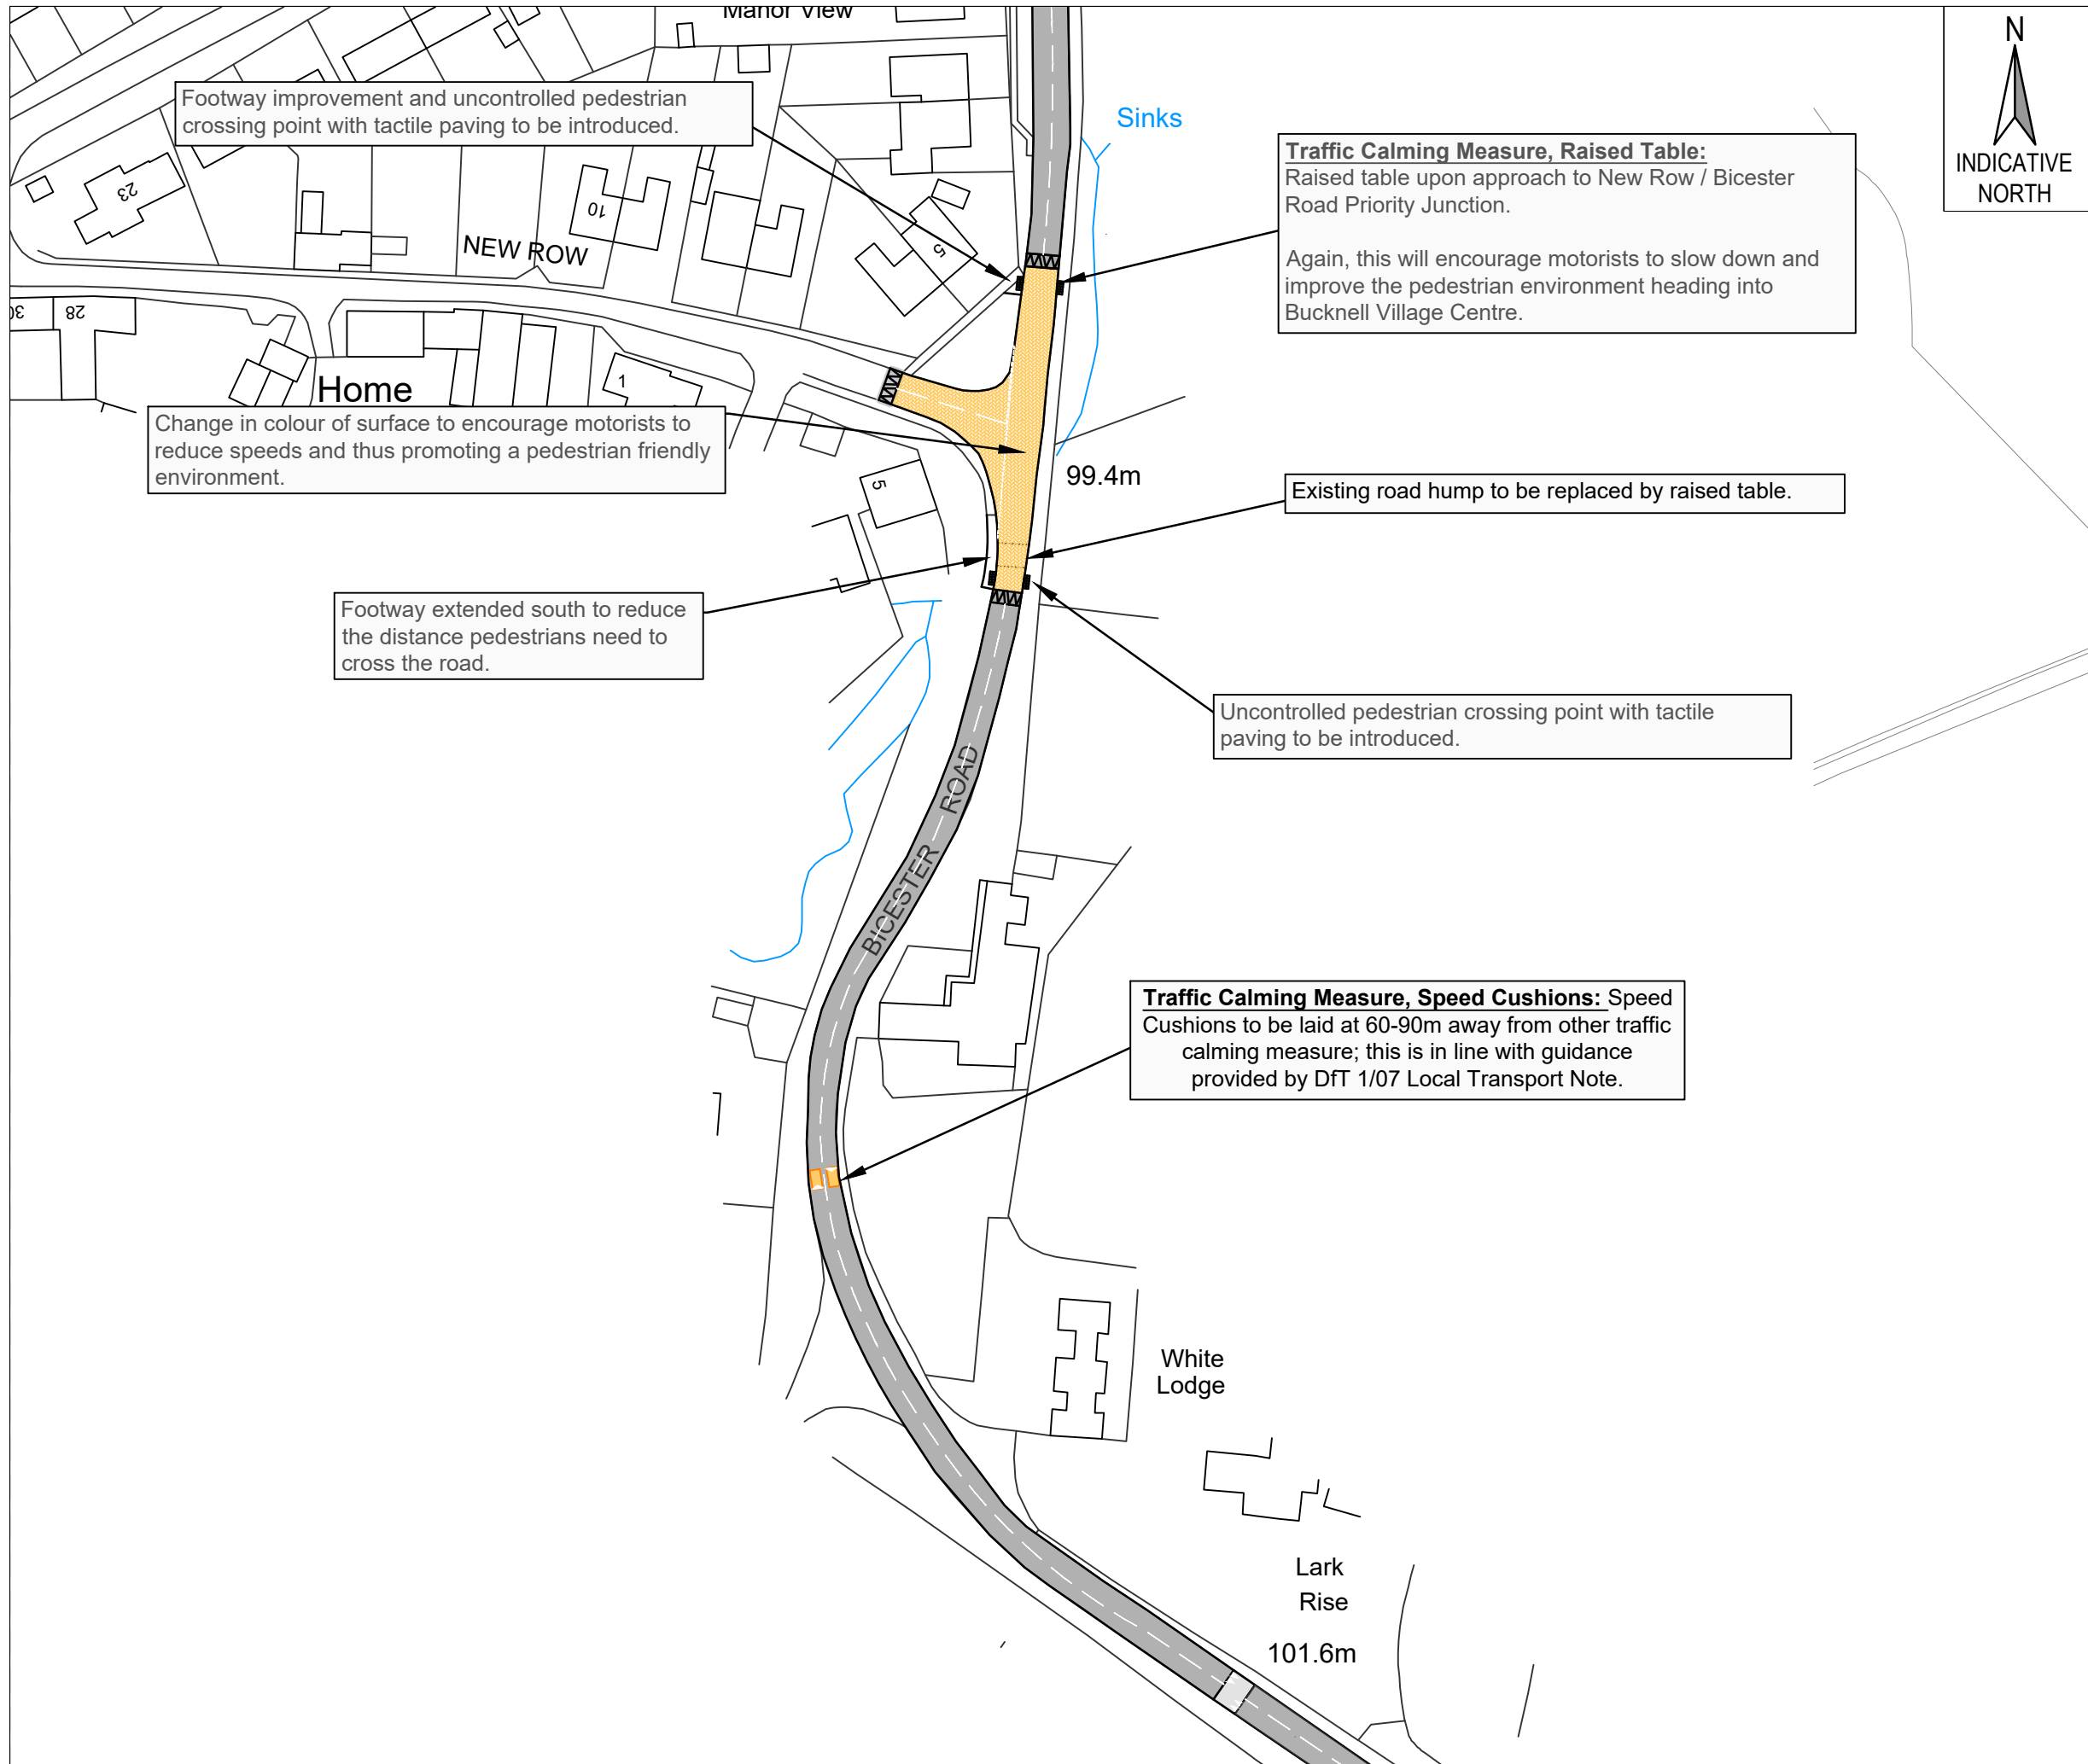 Manor View
N
INDICATIVE
NORTH
Footway improvement and uncontrolled pedestrian
crossing point with tactile paving to be introduced.
Sinks
Traffic Calming Measure, Raised Table:
Raised table upon approach to New Row / Bicester
Road Priority Junction.
Again, this will encourage motorists to slow down and
improve the pedestrian environment heading into
Bucknell Village Centre.
23
10
NEW ROW
5
30
28
1
Home
Change in colour of surface to encourage motorists to
reduce speeds and thus promoting a pedestrian friendly
environment.
99.4m
5
Existing road hump to be replaced by raised table.
Footway extended south to reduce
the distance pedestrians need to
cross the road.
Uncontrolled pedestrian crossing point with tactile
paving to be introduced.
BICESTER ROAD
Traffic Calming Measure, Speed Cushions: Speed
Cushions to be laid at 60-90m away from other traffic
calming measure; this is in line with guidance
provided by DfT 1/07 Local Transport Note.
White
Lodge
Lark
Rise
101.6m